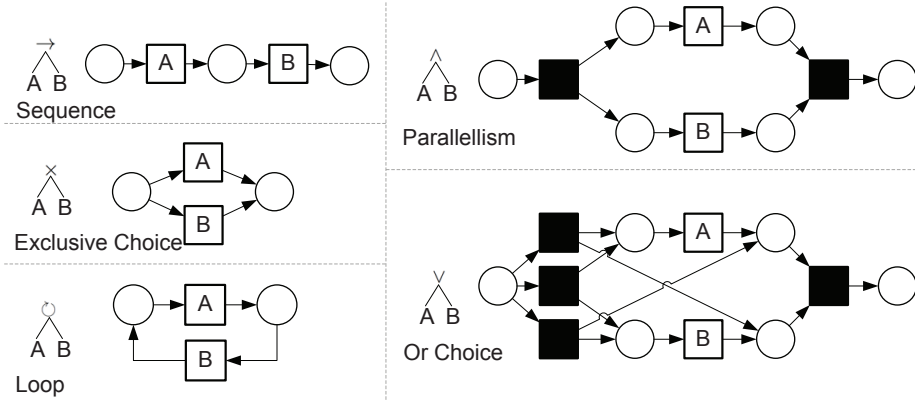 →
A B
A
B
Sequence
×
A B
A
B
Exclusive Choice
↻
A B
A
B
Loop
∧
A B
A
B
Parallellism
∨
A B
A
B
Or Choice